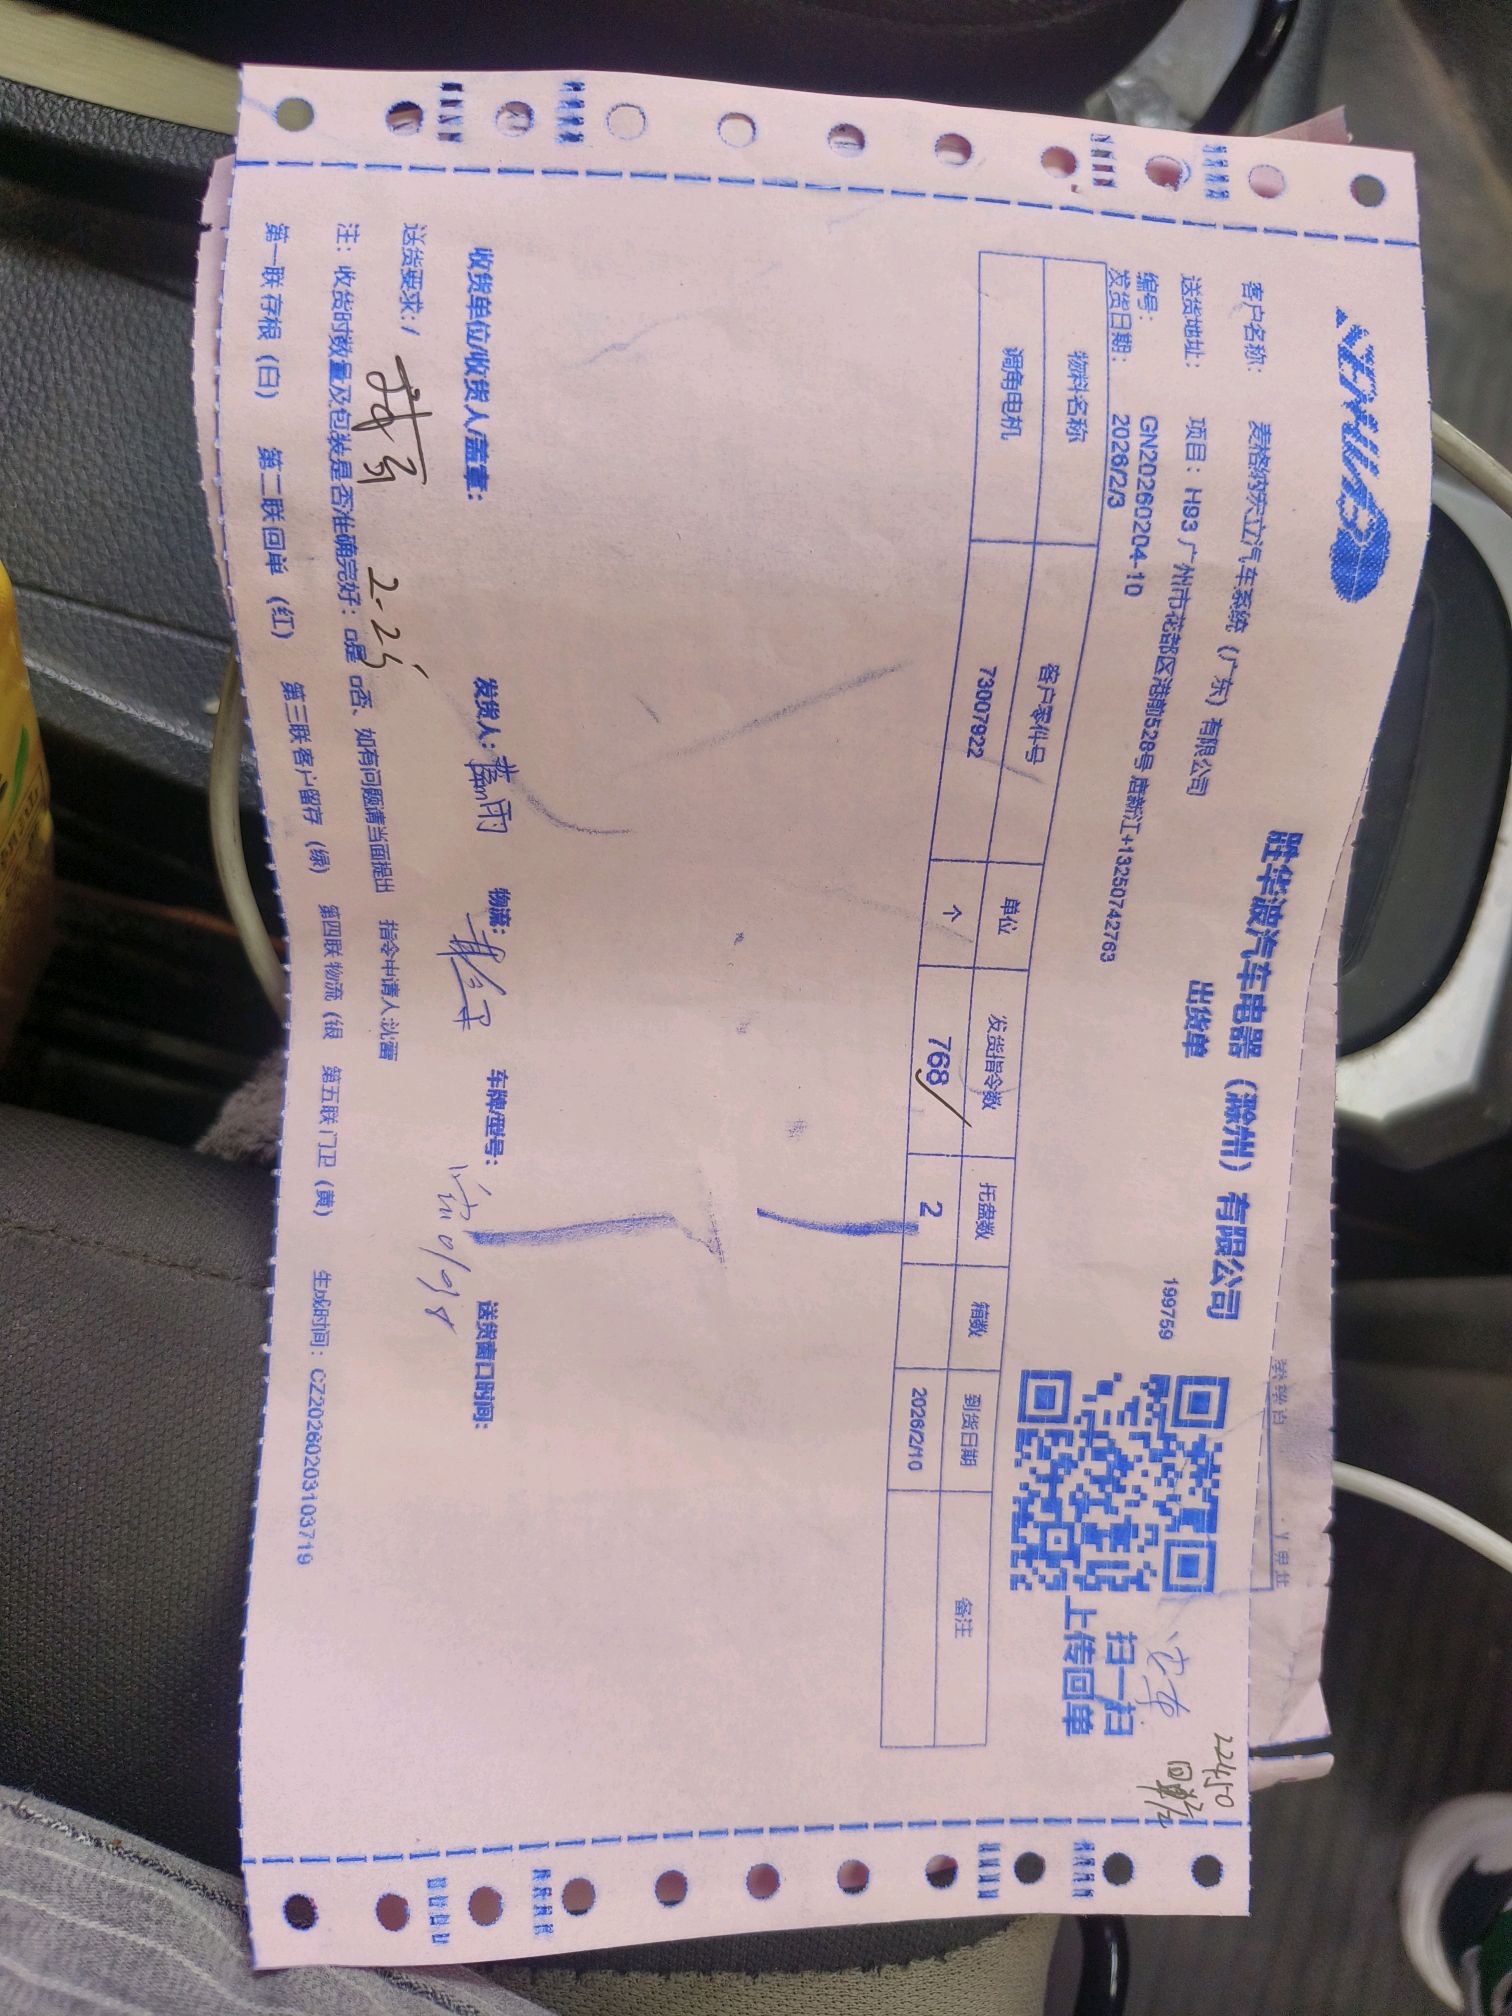 SHWAB
胜华波汽车电器（滁州）有限公司
出货单
199759
扫一扫
上传回单
22450
客户名称: 麦格纳宏立汽车系统（广东）有限公司
送货地址: 项目: H93 广州市花都区港前528号 唐新江+13250742763
编号: GN20260204-10
发货日期: 2026/2/3
物料名称 客户零件号 单位 发货指令数 托盘数 箱数 到货日期 备注
调角电机 73007922 个 768 2 2026/2/10
收货单位/收货人/盖章: 发货人: 物流: 车牌/型号: 送货窗口时间:
送货要求: /
2.25
注: 收货时数量及包装是否准确完好: □是 □否、如有问题请当面提出 指令申请人:沈雷
第一联存根（白） 第二联回单（红） 第三联客户留存（绿） 第四联物流（银 第五联门卫（黄） 生成时间: CZ20260203103719